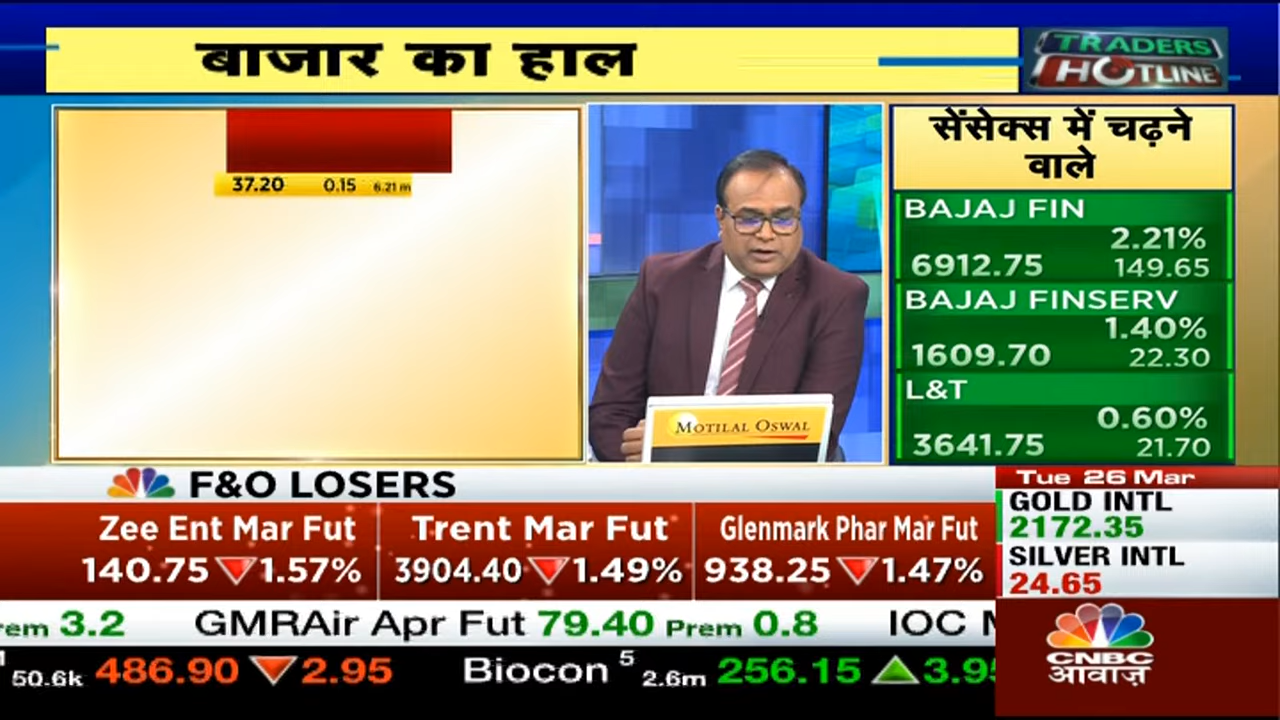 बाजार का हाल
TRADERS
HOTLINE
37.20 0.15 6.21 m
MOTILAL OSWAL
सेंसेक्स में चढ़ने
वाले
BAJAJ FIN
2.21%
6912.75 149.65
BAJAJ FINSERV
1.40%
1609.70 22.30
L&T
0.60%
3641.75 21.70
F&O LOSERS
Zee Ent Mar Fut
140.75 ▼ 1.57%
Trent Mar Fut
3904.40 ▼ 1.49%
Glenmark Phar Mar Fut
938.25 ▼ 1.47%
Tue 26 Mar
GOLD INTL
2172.35
SILVER INTL
24.65
3.2 GMRAir Apr Fut 79.40 Prem 0.8 IOC
50.6k 486.90 ▼ 2.95 Biocon 5 2.6m 256.15 ▲ 3.95
CNBC
आवाज़